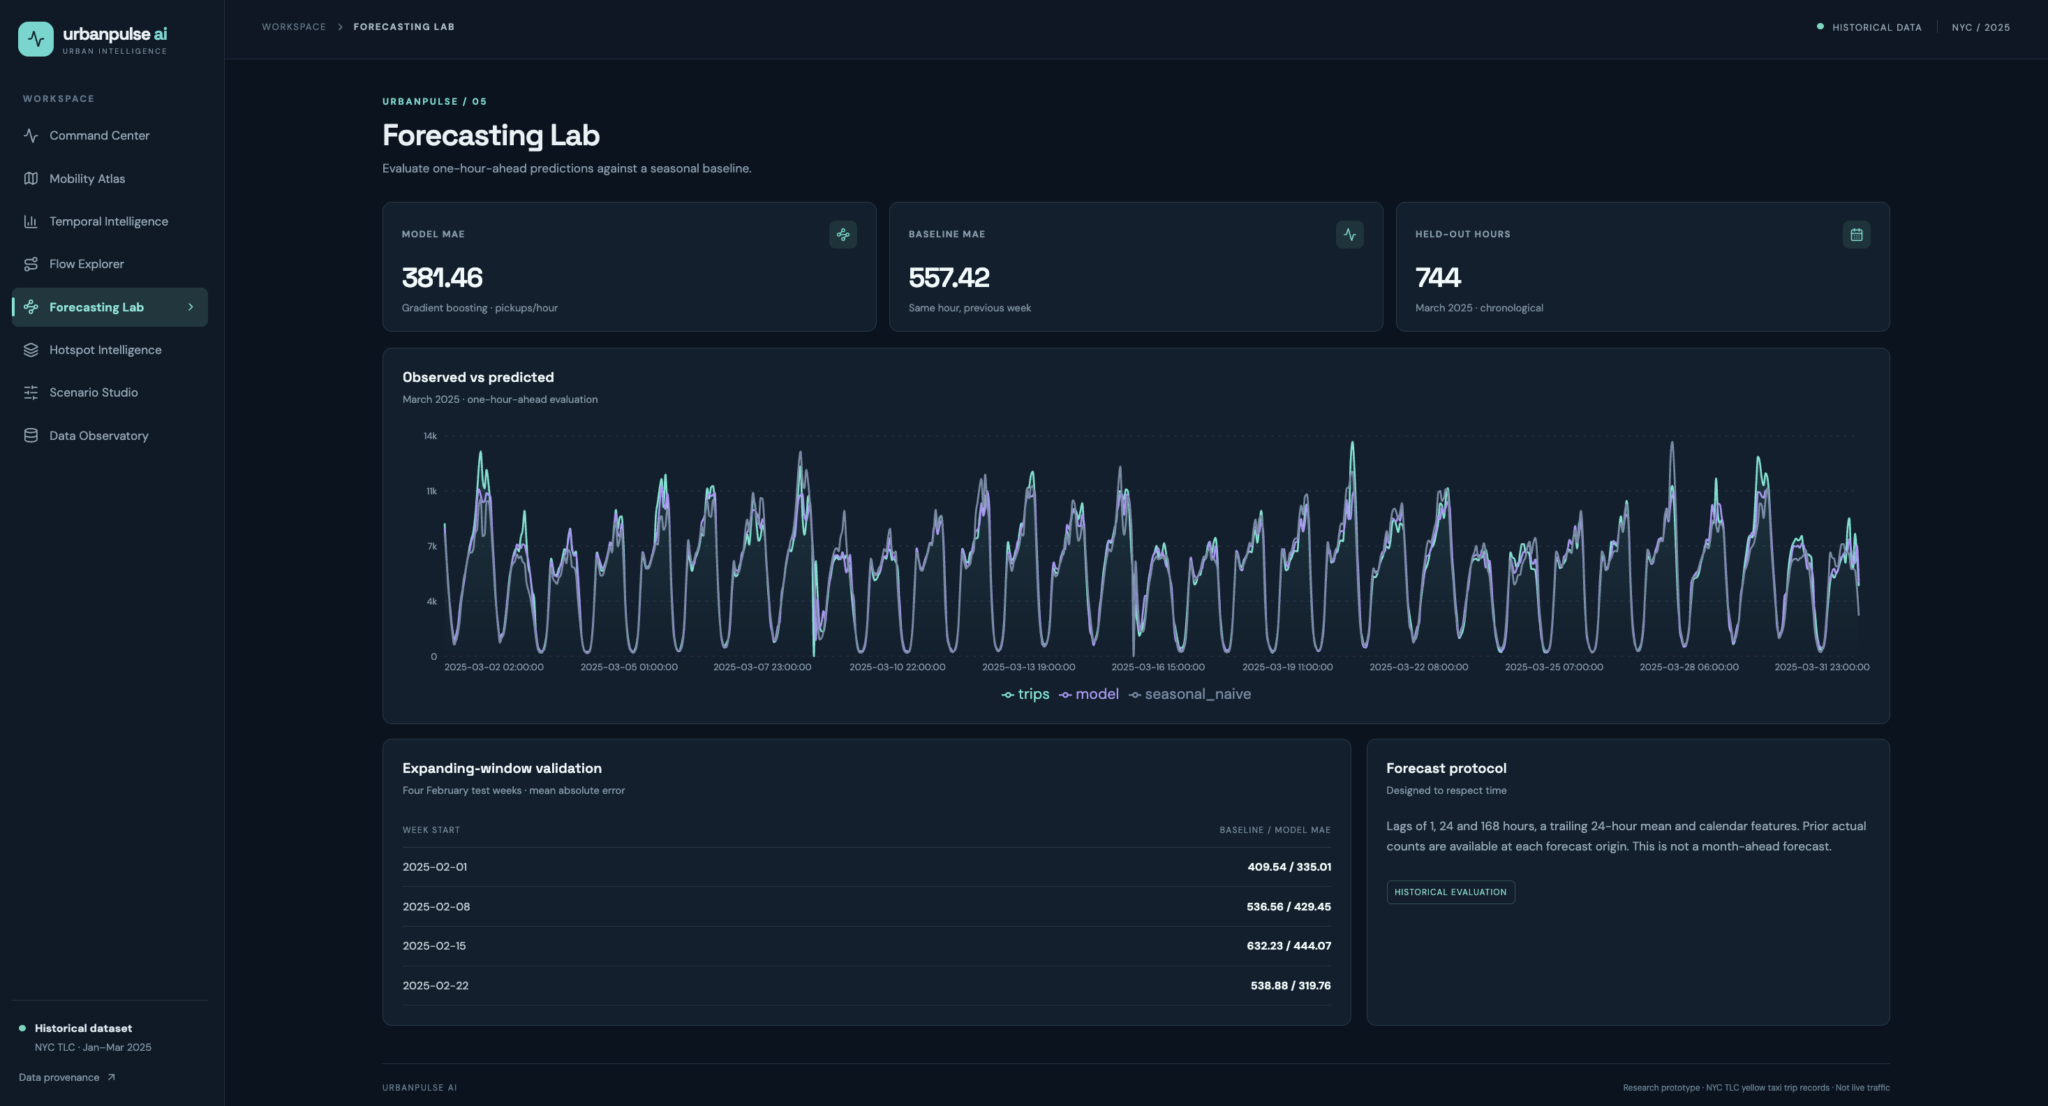 urbanpulse ai
URBAN INTELLIGENCE
WORKSPACE
Command Center
Mobility Atlas
Temporal Intelligence
Flow Explorer
Forecasting Lab
Hotspot Intelligence
Scenario Studio
Data Observatory
Historical dataset
NYC TLC · Jan–Mar 2025
Data provenance
WORKSPACE > FORECASTING LAB
HISTORICAL DATA
NYC / 2025
URBANPULSE / 05
Forecasting Lab
Evaluate one-hour-ahead predictions against a seasonal baseline.
MODEL MAE
381.46
Gradient boosting · pickups/hour
BASELINE MAE
557.42
Same hour, previous week
HELD-OUT HOURS
744
March 2025 · chronological
Observed vs predicted
March 2025 · one-hour-ahead evaluation
14k
11k
7k
4k
0
2025-03-02 02:00:00 2025-03-05 01:00:00 2025-03-07 23:00:00 2025-03-10 22:00:00 2025-03-13 19:00:00 2025-03-16 15:00:00 2025-03-19 11:00:00 2025-03-22 08:00:00 2025-03-25 07:00:00 2025-03-28 06:00:00 2025-03-31 23:00:00
trips model seasonal_naive
Expanding-window validation
Four February test weeks · mean absolute error
WEEK START BASELINE / MODEL MAE
2025-02-01 409.54 / 335.01
2025-02-08 536.56 / 429.45
2025-02-15 632.23 / 444.07
2025-02-22 538.88 / 319.76
Forecast protocol
Designed to respect time
Lags of 1, 24 and 168 hours, a trailing 24-hour mean and calendar features. Prior actual
counts are available at each forecast origin. This is not a month-ahead forecast.
HISTORICAL EVALUATION
URBANPULSE AI
Research prototype · NYC TLC yellow taxi trip records · Not live traffic